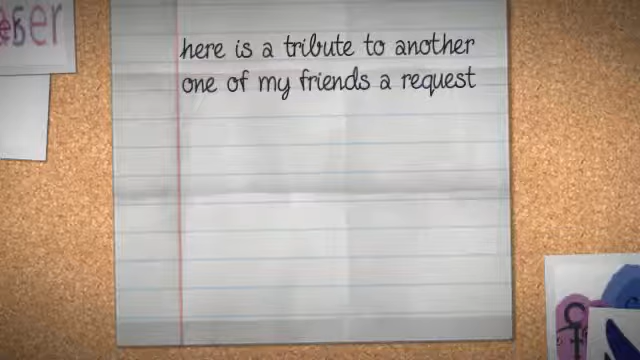 here is a tribute to another
one of my friends a request